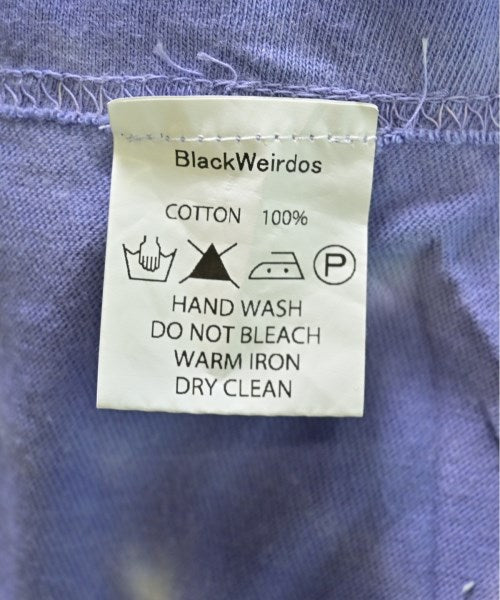 BlackWeirdos
COTTON 100%
P
HAND WASH
DO NOT BLEACH
WARM IRON
DRY CLEAN